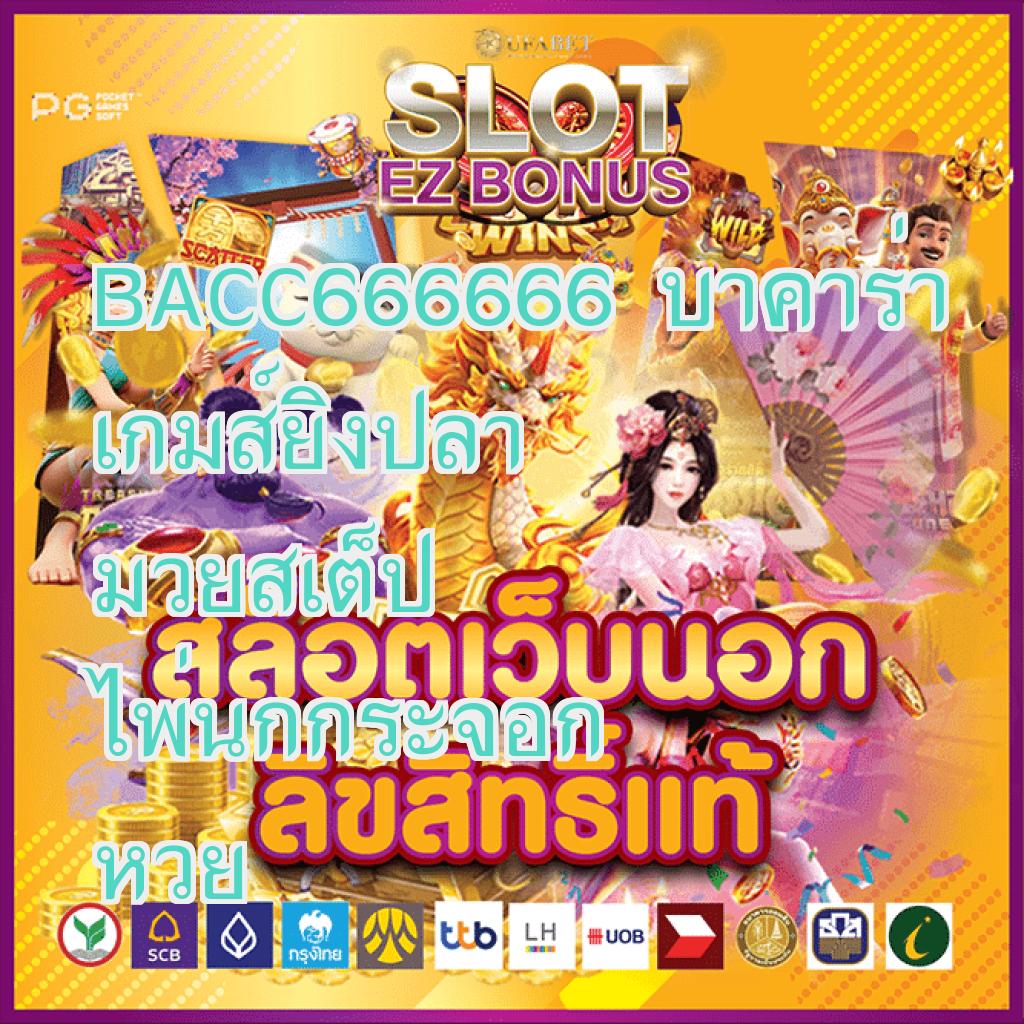 UFABET
PG POCKET GAMES SOFT
SLOT
EZ BONUS
WINS
WILD
SCATTER
BACC666666 บาคาร่า
เกมส์ยิงปลา
มวยสเต็ป
สล็อตเว็บนอก
ไพ่นกกระจอก
ลิขสิทธิ์แท้
หวย
SCB
กรุงไทย
ttb
LH
UOB